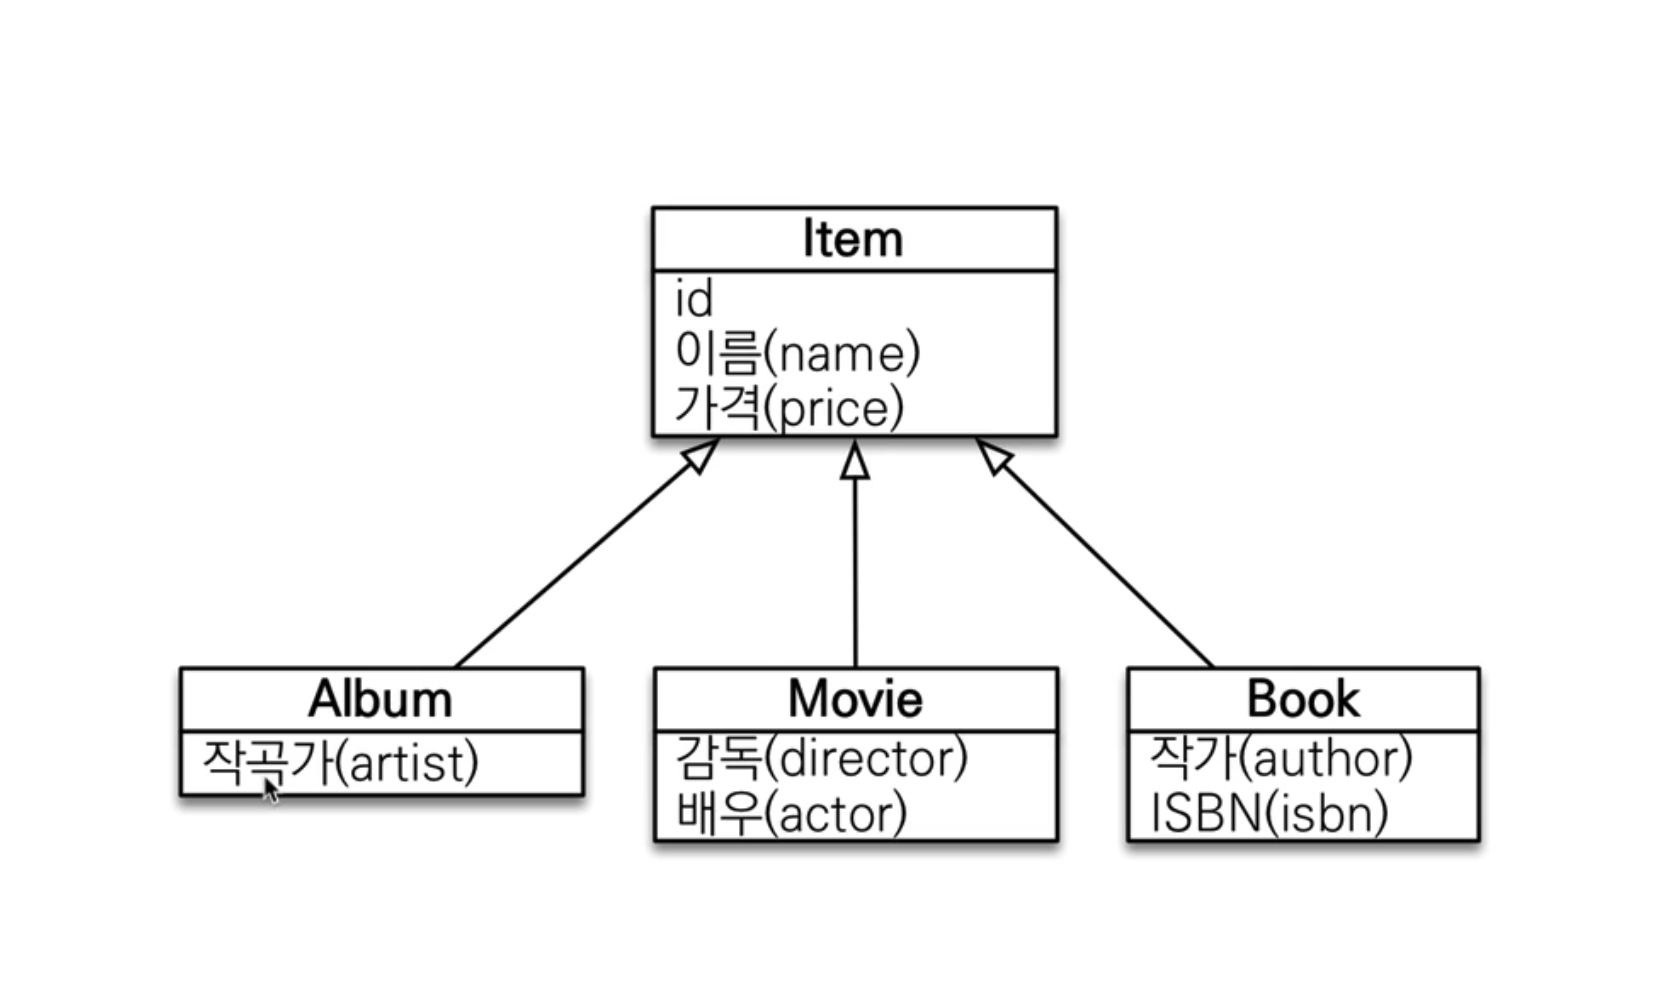 Item
id
이름(name)
가격(price)
Album
작곡가(artist)
Movie
감독(director)
배우(actor)
Book
작가(author)
ISBN(isbn)